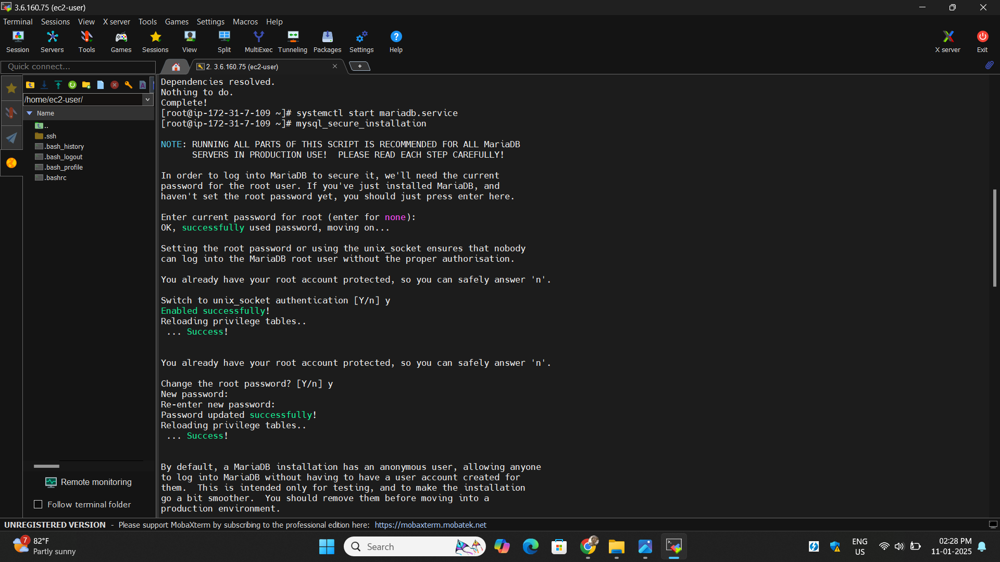 3.6.160.75 (ec2-user)
Terminal Sessions View X server Tools Games Settings Macros Help
Session Servers Tools Games Sessions View Split MultiExec Tunneling Packages Settings Help X server Exit
Quick connect...
2. 3.6.160.75 (ec2-user)
/home/ec2-user/
Name
..
.ssh
.bash_history
.bash_logout
.bash_profile
.bashrc
Remote monitoring
Follow terminal folder
Dependencies resolved.
Nothing to do.
Complete!
[root@ip-172-31-7-109 ~]# systemctl start mariadb.service
[root@ip-172-31-7-109 ~]# mysql_secure_installation
NOTE: RUNNING ALL PARTS OF THIS SCRIPT IS RECOMMENDED FOR ALL MariaDB
SERVERS IN PRODUCTION USE!  PLEASE READ EACH STEP CAREFULLY!
In order to log into MariaDB to secure it, we'll need the current
password for the root user. If you've just installed MariaDB, and
haven't set the root password yet, you should just press enter here.
Enter current password for root (enter for none):
OK, successfully used password, moving on...
Setting the root password or using the unix_socket ensures that nobody
can log into the MariaDB root user without the proper authorisation.
You already have your root account protected, so you can safely answer 'n'.
Switch to unix_socket authentication [Y/n] y
Enabled successfully!
Reloading privilege tables..
... Success!
You already have your root account protected, so you can safely answer 'n'.
Change the root password? [Y/n] y
New password:
Re-enter new password:
Password updated successfully!
Reloading privilege tables..
... Success!
By default, a MariaDB installation has an anonymous user, allowing anyone
to log into MariaDB without having to have a user account created for
them.  This is intended only for testing, and to make the installation
go a bit smoother.  You should remove them before moving into a
production environment.
UNREGISTERED VERSION - Please support MobaXterm by subscribing to the professional edition here: https://mobaxterm.mobatek.net
7
82°F
Partly sunny
Search
ENG
US
02:28 PM
11-01-2025